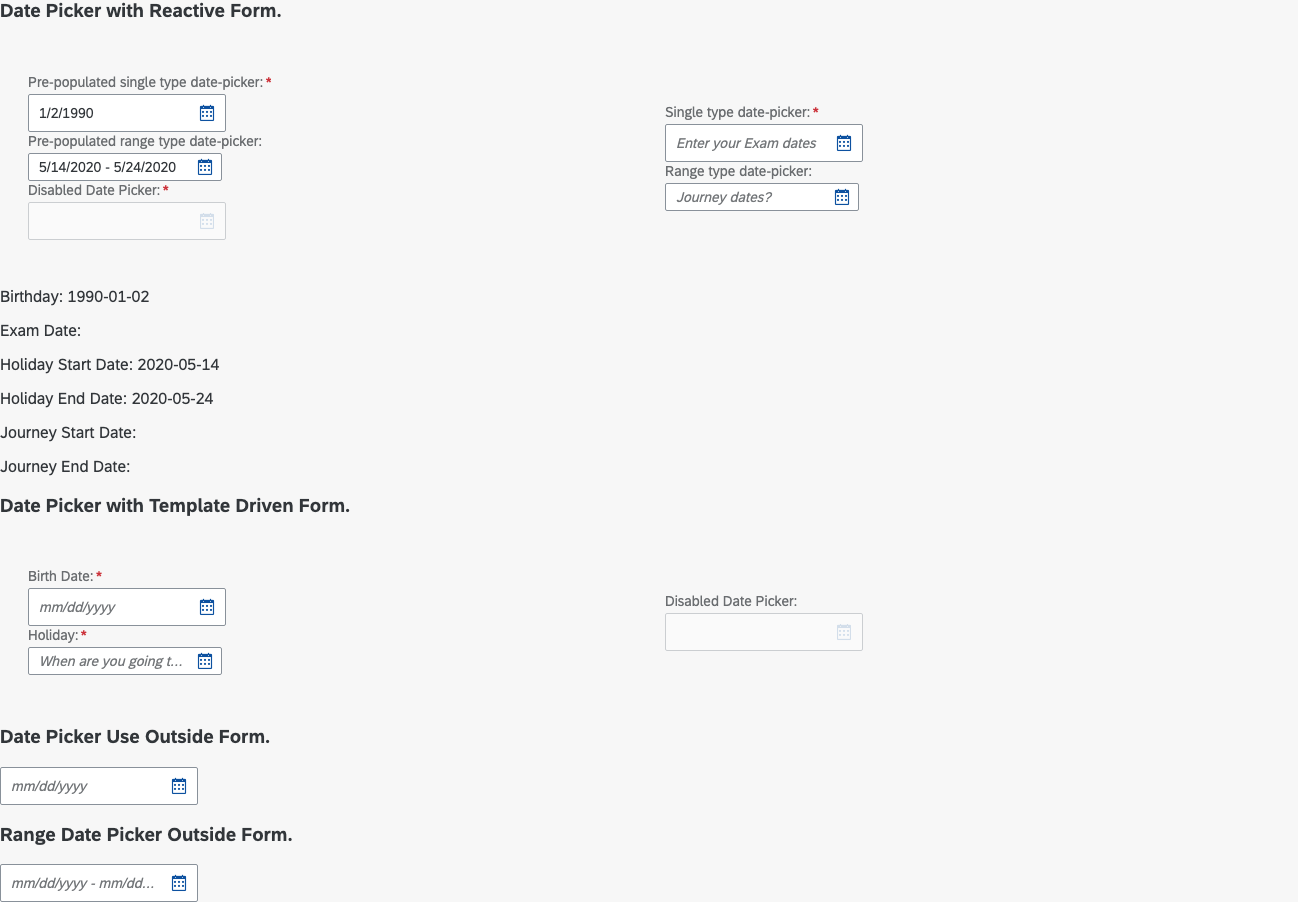 Date Picker with Reactive Form.
Pre-populated single type date-picker:*
1/2/1990
Pre-populated range type date-picker:
5/14/2020 - 5/24/2020
Disabled Date Picker:*
Single type date-picker:*
Enter your Exam dates
Range type date-picker:
Journey dates?
Birthday: 1990-01-02
Exam Date:
Holiday Start Date: 2020-05-14
Holiday End Date: 2020-05-24
Journey Start Date:
Journey End Date:
Date Picker with Template Driven Form.
Birth Date:*
mm/dd/yyyy
Holiday:*
When are you going t...
Disabled Date Picker:
Date Picker Use Outside Form.
mm/dd/yyyy
Range Date Picker Outside Form.
mm/dd/yyyy - mm/dd...